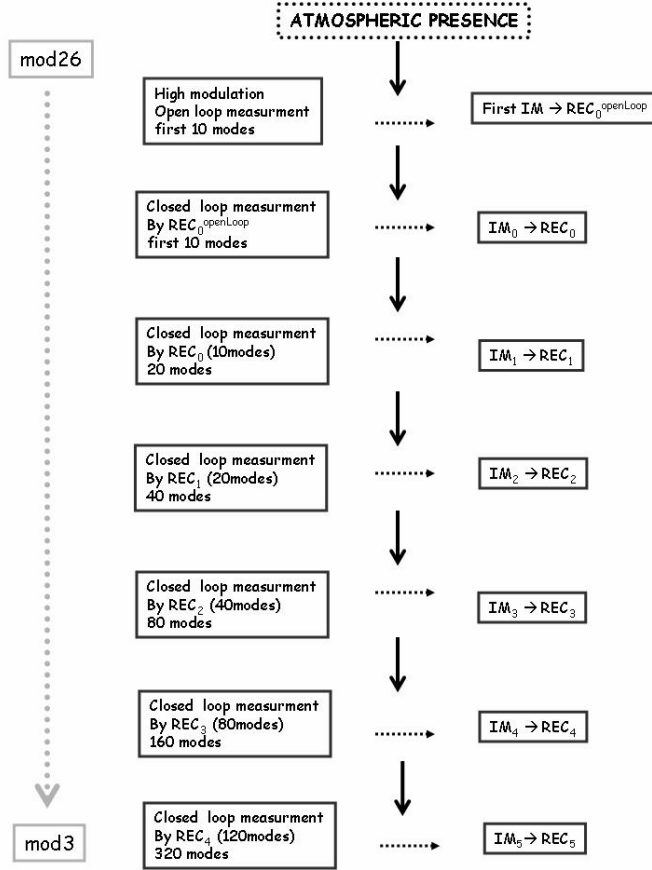 ATMOSPHERIC PRESENCE
mod26
High modulation
Open loop measurment
first 10 modes
First IM → REC₀ᵒᵖᵉⁿᴸᵒᵒᵖ
Closed loop measurment
By REC₀ᵒᵖᵉⁿᴸᵒᵒᵖ
first 10 modes
IM₀ → REC₀
Closed loop measurment
By REC₀ (10modes)
20 modes
IM₁ → REC₁
Closed loop measurment
By REC₁ (20modes)
40 modes
IM₂ → REC₂
Closed loop measurment
By REC₂ (40modes)
80 modes
IM₃ → REC₃
Closed loop measurment
By REC₃ (80modes)
160 modes
IM₄ → REC₄
mod3
Closed loop measurment
By REC₄ (120modes)
320 modes
IM₅ → REC₅